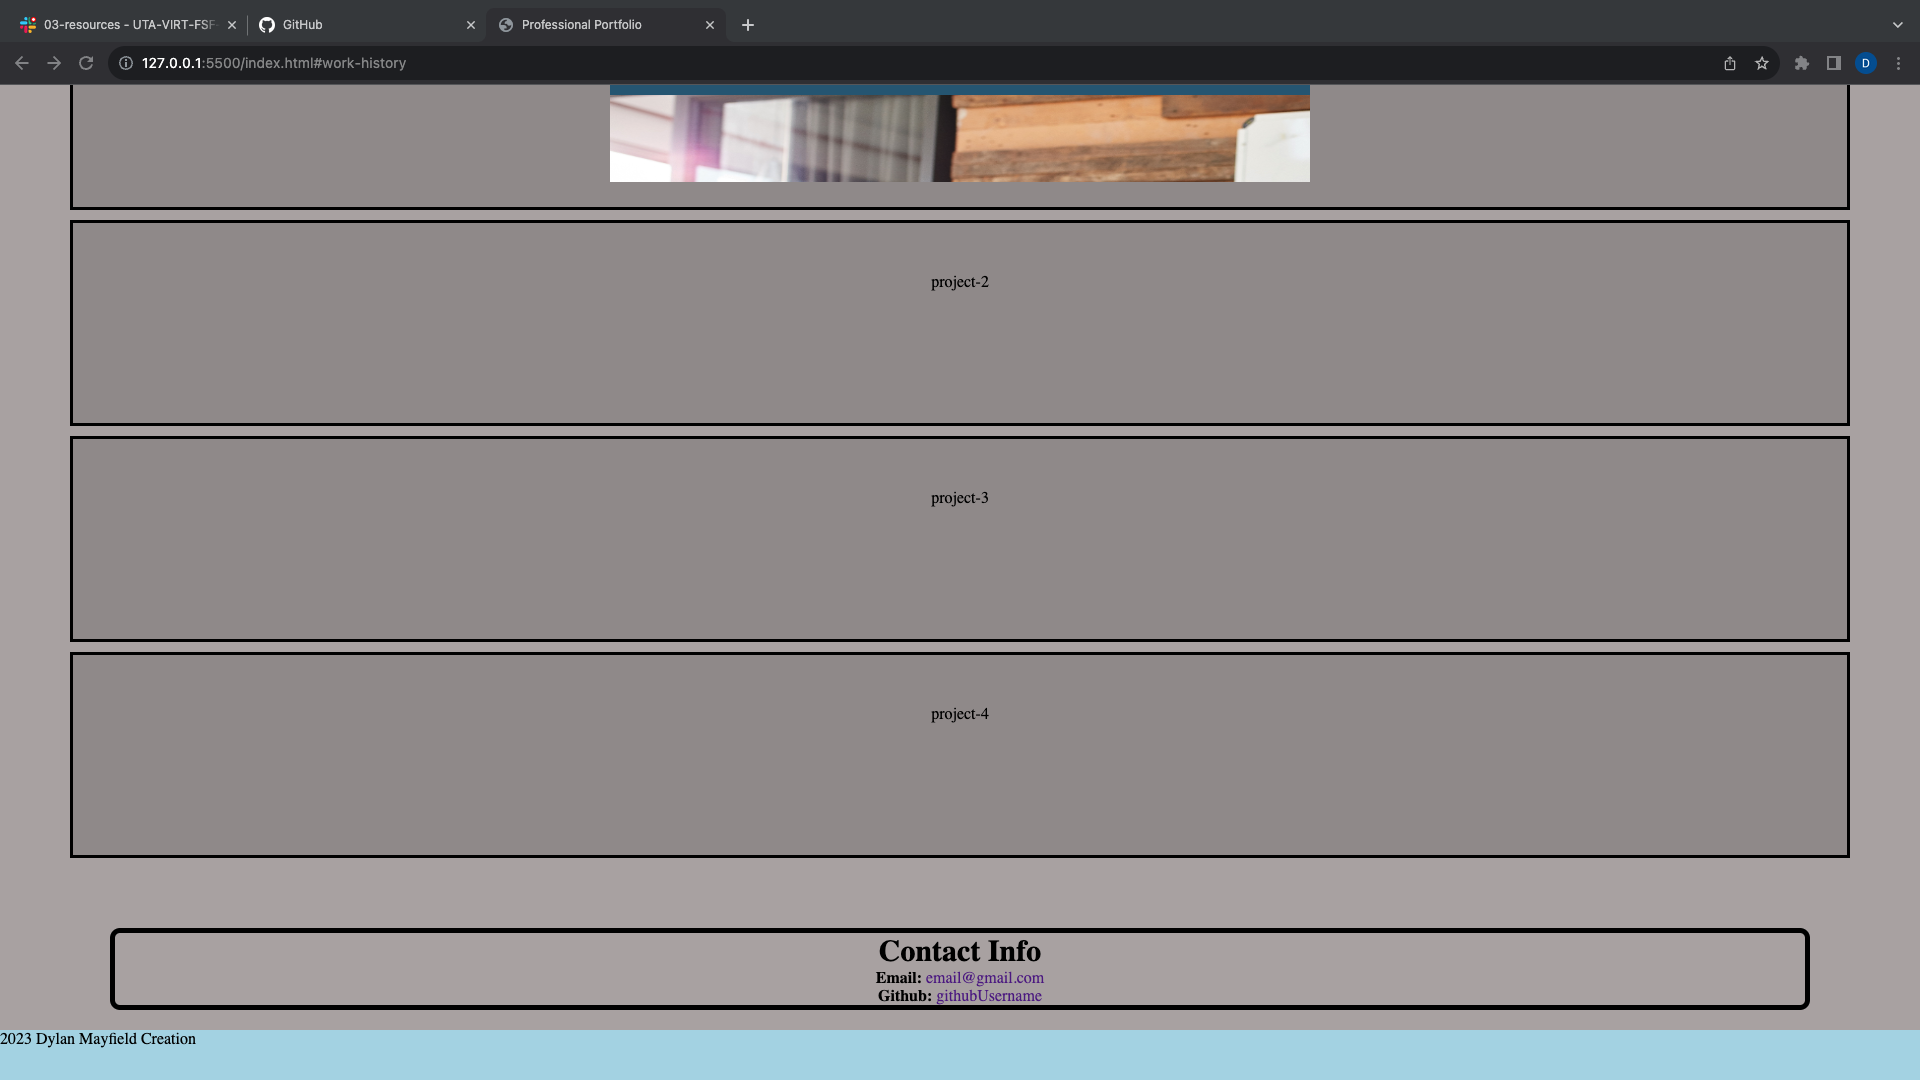 03-resources - UTA-VIRT-FSF-
GitHub
Professional Portfolio
127.0.0.1:5500/index.html#work-history
D
project-2
project-3
project-4
Contact Info
Email: email@gmail.com
Github: githubUsername
2023 Dylan Mayfield Creation